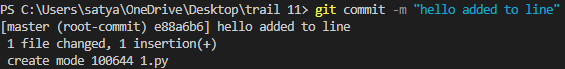 PS C:\Users\satya\OneDrive\Desktop\trail 11> git commit -m "hello added to line"
[master (root-commit) e88a6b6] hello added to line
 1 file changed, 1 insertion(+)
 create mode 100644 1.py